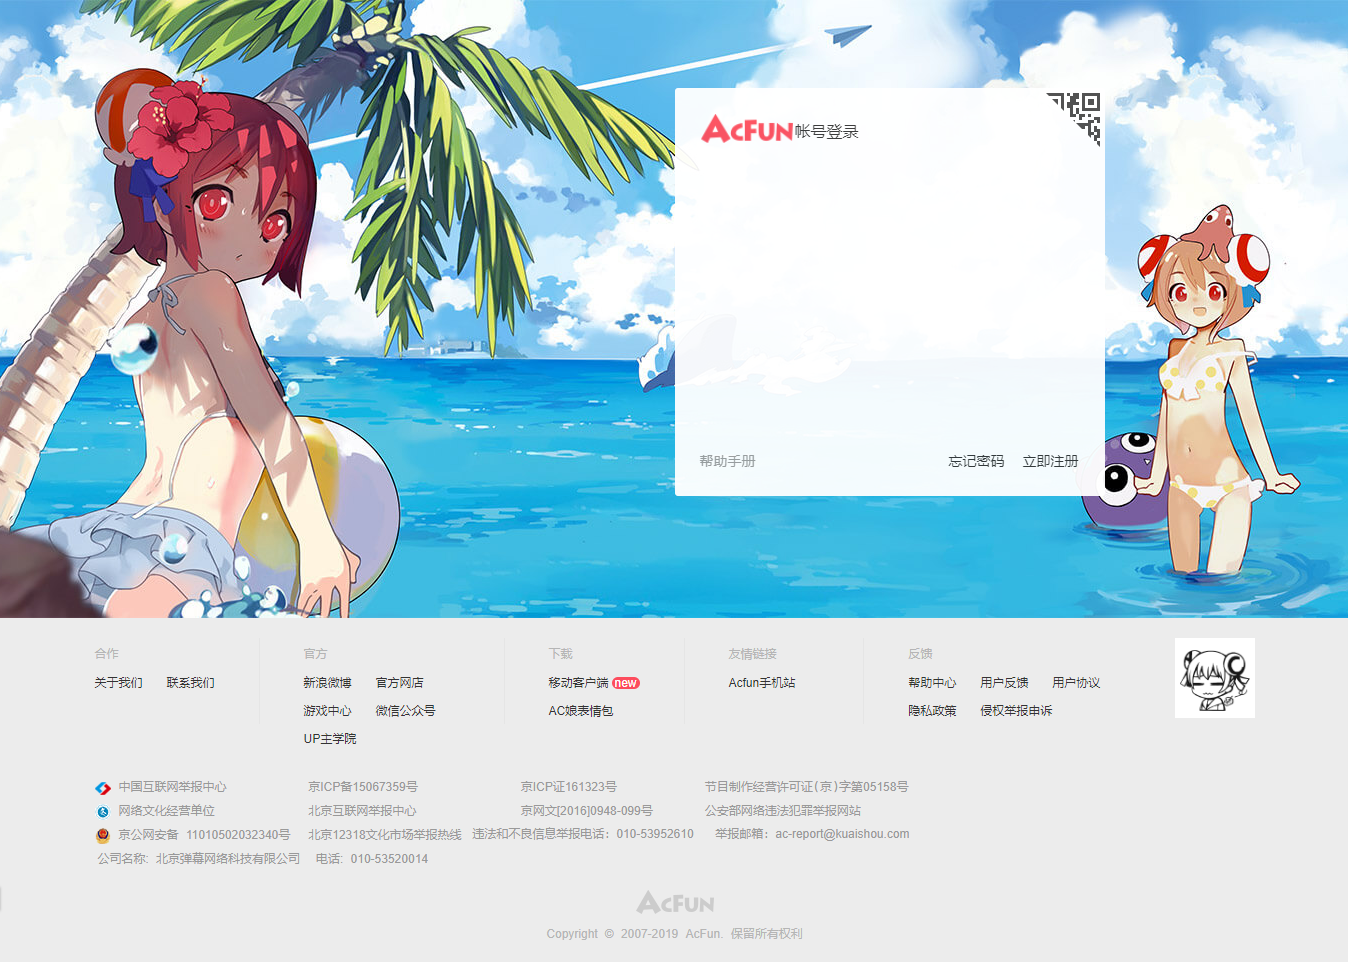 AcFun帐号登录
帮助手册 忘记密码 立即注册
合作
关于我们 联系我们
官方
新浪微博 官方网店
游戏中心 微信公众号
UP主学院
下载
移动客户端 new
AC娘表情包
友情链接
Acfun手机站
反馈
帮助中心 用户反馈 用户协议
隐私政策 侵权举报申诉
中国互联网举报中心 京ICP备15067359号 京ICP证161323号 节目制作经营许可证(京)字第05158号
网络文化经营单位 北京互联网举报中心 京网文[2016]0948-099号 公安部网络违法犯罪举报网站
京公网安备 11010502032340号 北京12318文化市场举报热线 违法和不良信息举报电话：010-53952610 举报邮箱：ac-report@kuaishou.com
公司名称: 北京弹幕网络科技有限公司 电话: 010-53520014
AcFun
Copyright © 2007-2019 AcFun. 保留所有权利